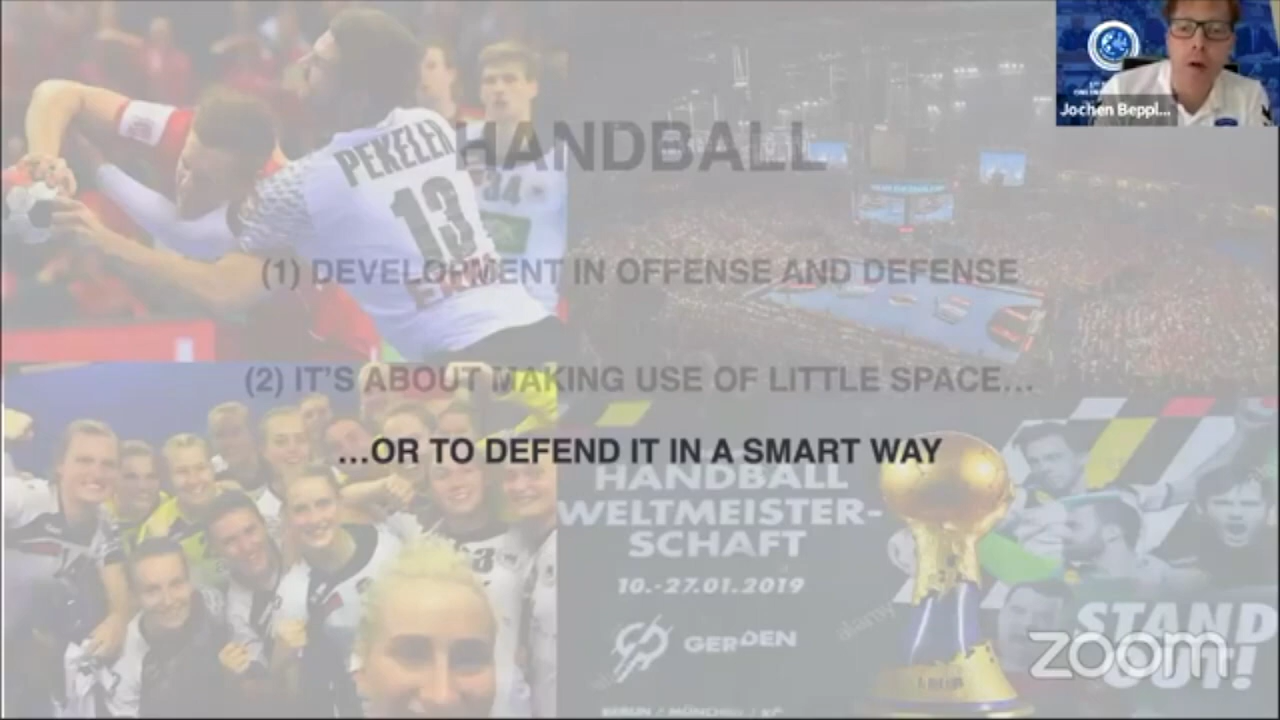 Jochen Beppl...
PEKELER
13
34
HANDBALL
(1) DEVELOPMENT IN OFFENSE AND DEFENSE
(2) IT'S ABOUT MAKING USE OF LITTLE SPACE...
...OR TO DEFEND IT IN A SMART WAY
HANDBALL
WELTMEISTER-
SCHAFT
10.-27.01.2019
GERDEN
BERLIN / MÜNCHEN /
STAND
OUT!
zoom